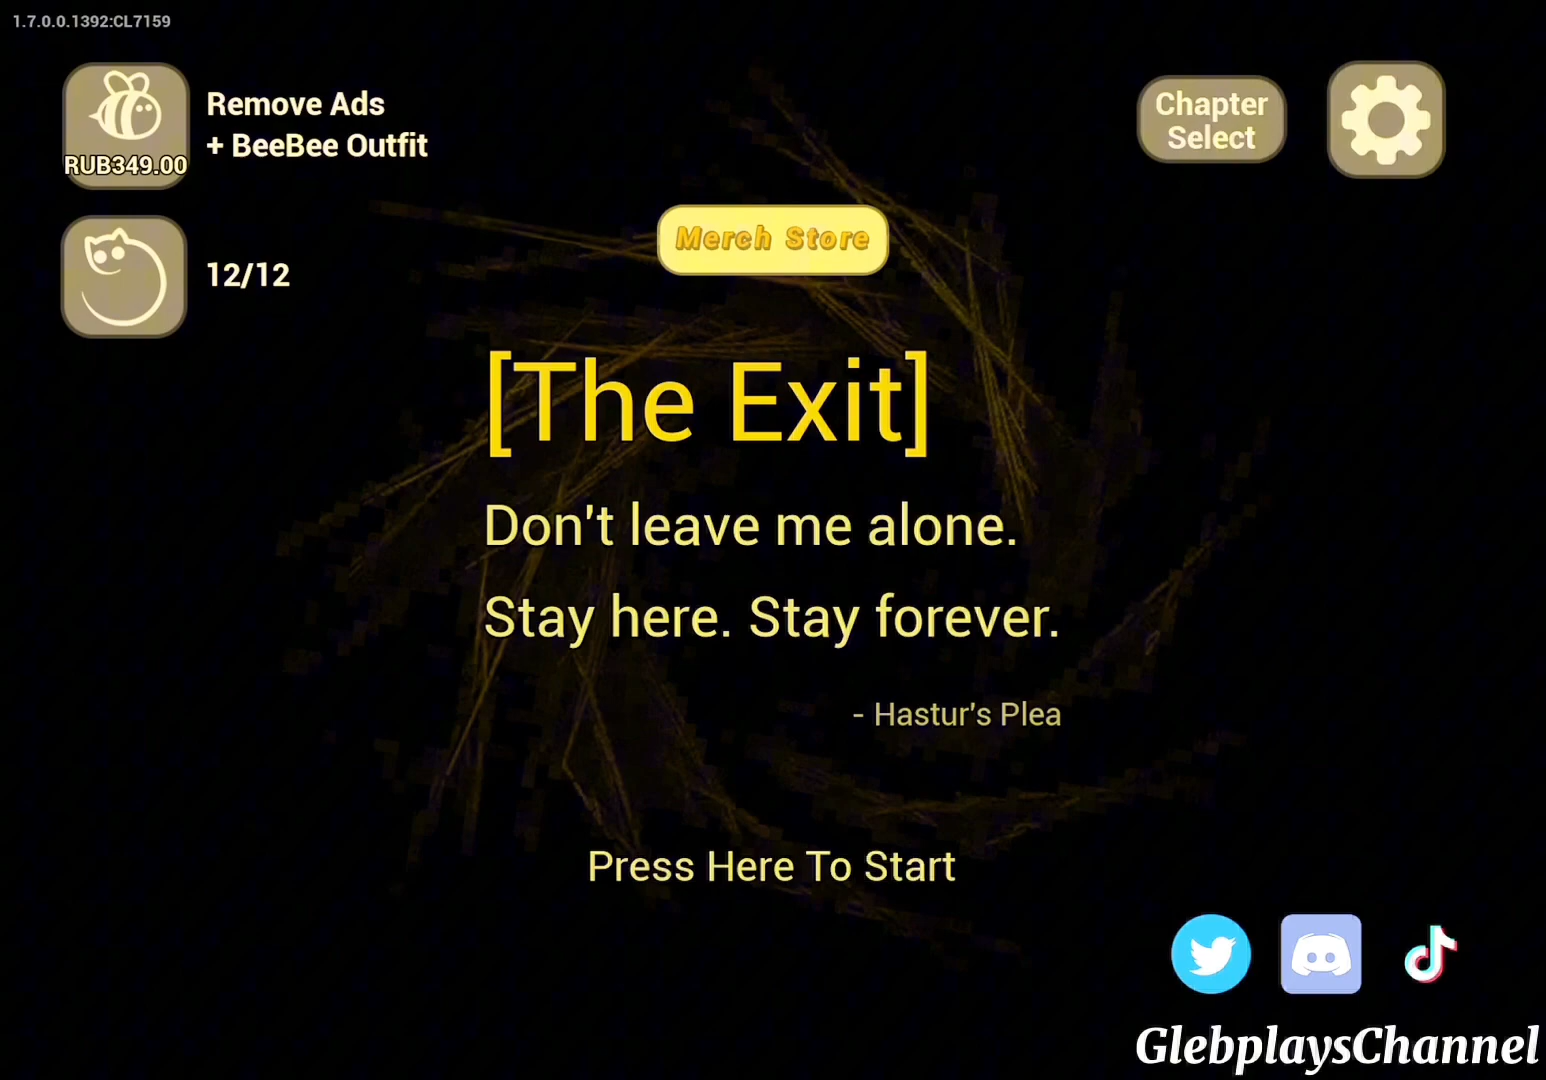 1.7.0.0.1392:CL7159
Remove Ads
+ BeeBee Outfit
RUB349.00
12/12
Chapter
Select
Merch Store
[The Exit]
Don't leave me alone.
Stay here. Stay forever.
- Hastur's Plea
Press Here To Start
GlebplaysChannel